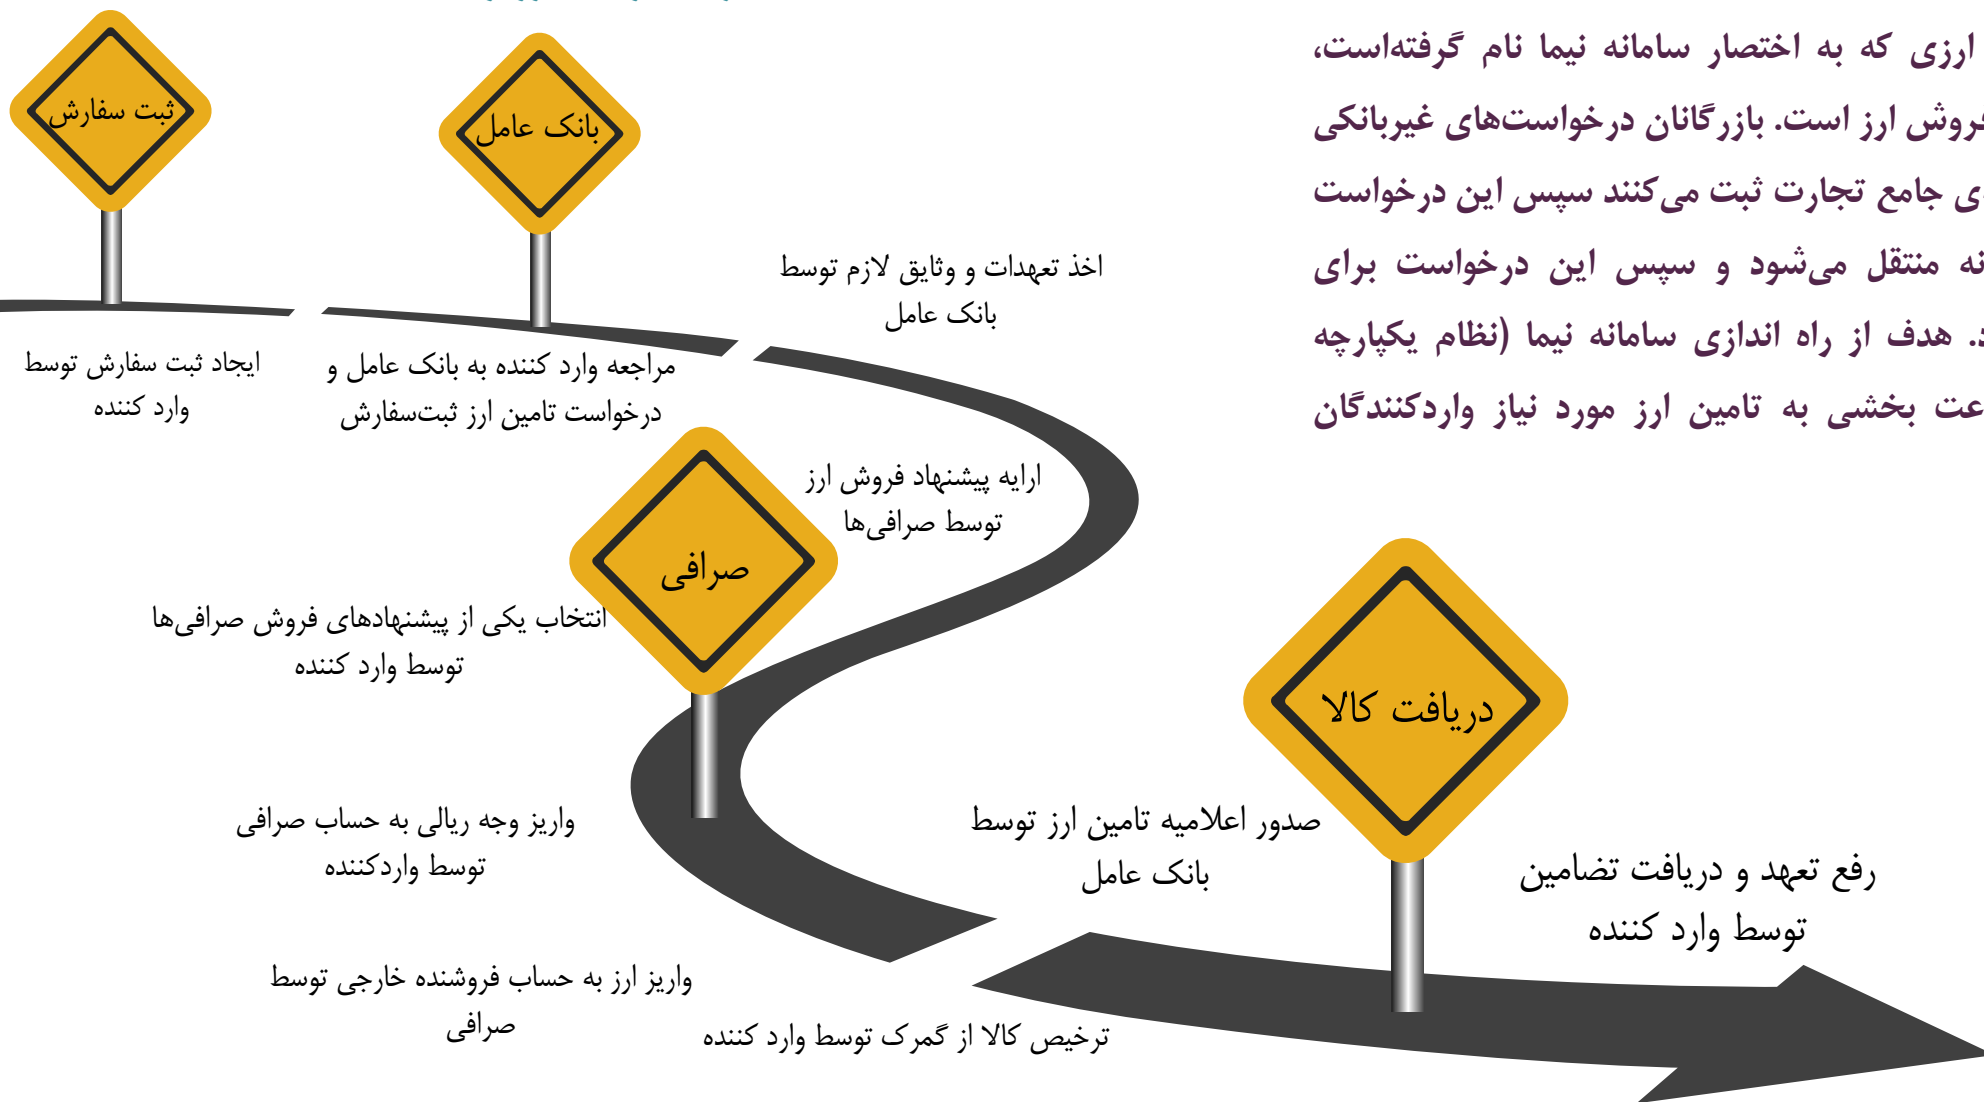 ارزی که به اختصار سامانه نیما نام گرفته‌است،
فروش ارز است. بازرگانان درخواست‌های غیربانکی
جامع تجارت ثبت می‌کنند سپس این درخواست
منتقل می‌شود و سپس این درخواست برای
هدف از راه اندازی سامانه نیما (نظام یکپارچه
بخشی به تامین ارز مورد نیاز واردکنندگان
ثبت سفارش
بانک عامل
ایجاد ثبت سفارش توسط
وارد کننده
مراجعه وارد کننده به بانک عامل و
درخواست تامین ارز ثبت‌سفارش
اخذ تعهدات و وثایق لازم توسط
بانک عامل
ارایه پیشنهاد فروش ارز
توسط صرافی‌ها
صرافی
انتخاب یکی از پیشنهادهای فروش صرافی‌ها
توسط وارد کننده
واریز وجه ریالی به حساب صرافی
توسط واردکننده
واریز ارز به حساب فروشنده خارجی توسط
صرافی
صدور اعلامیه تامین ارز توسط
بانک عامل
ترخیص کالا از گمرک توسط وارد کننده
دریافت کالا
رفع تعهد و دریافت تضامین
توسط وارد کننده